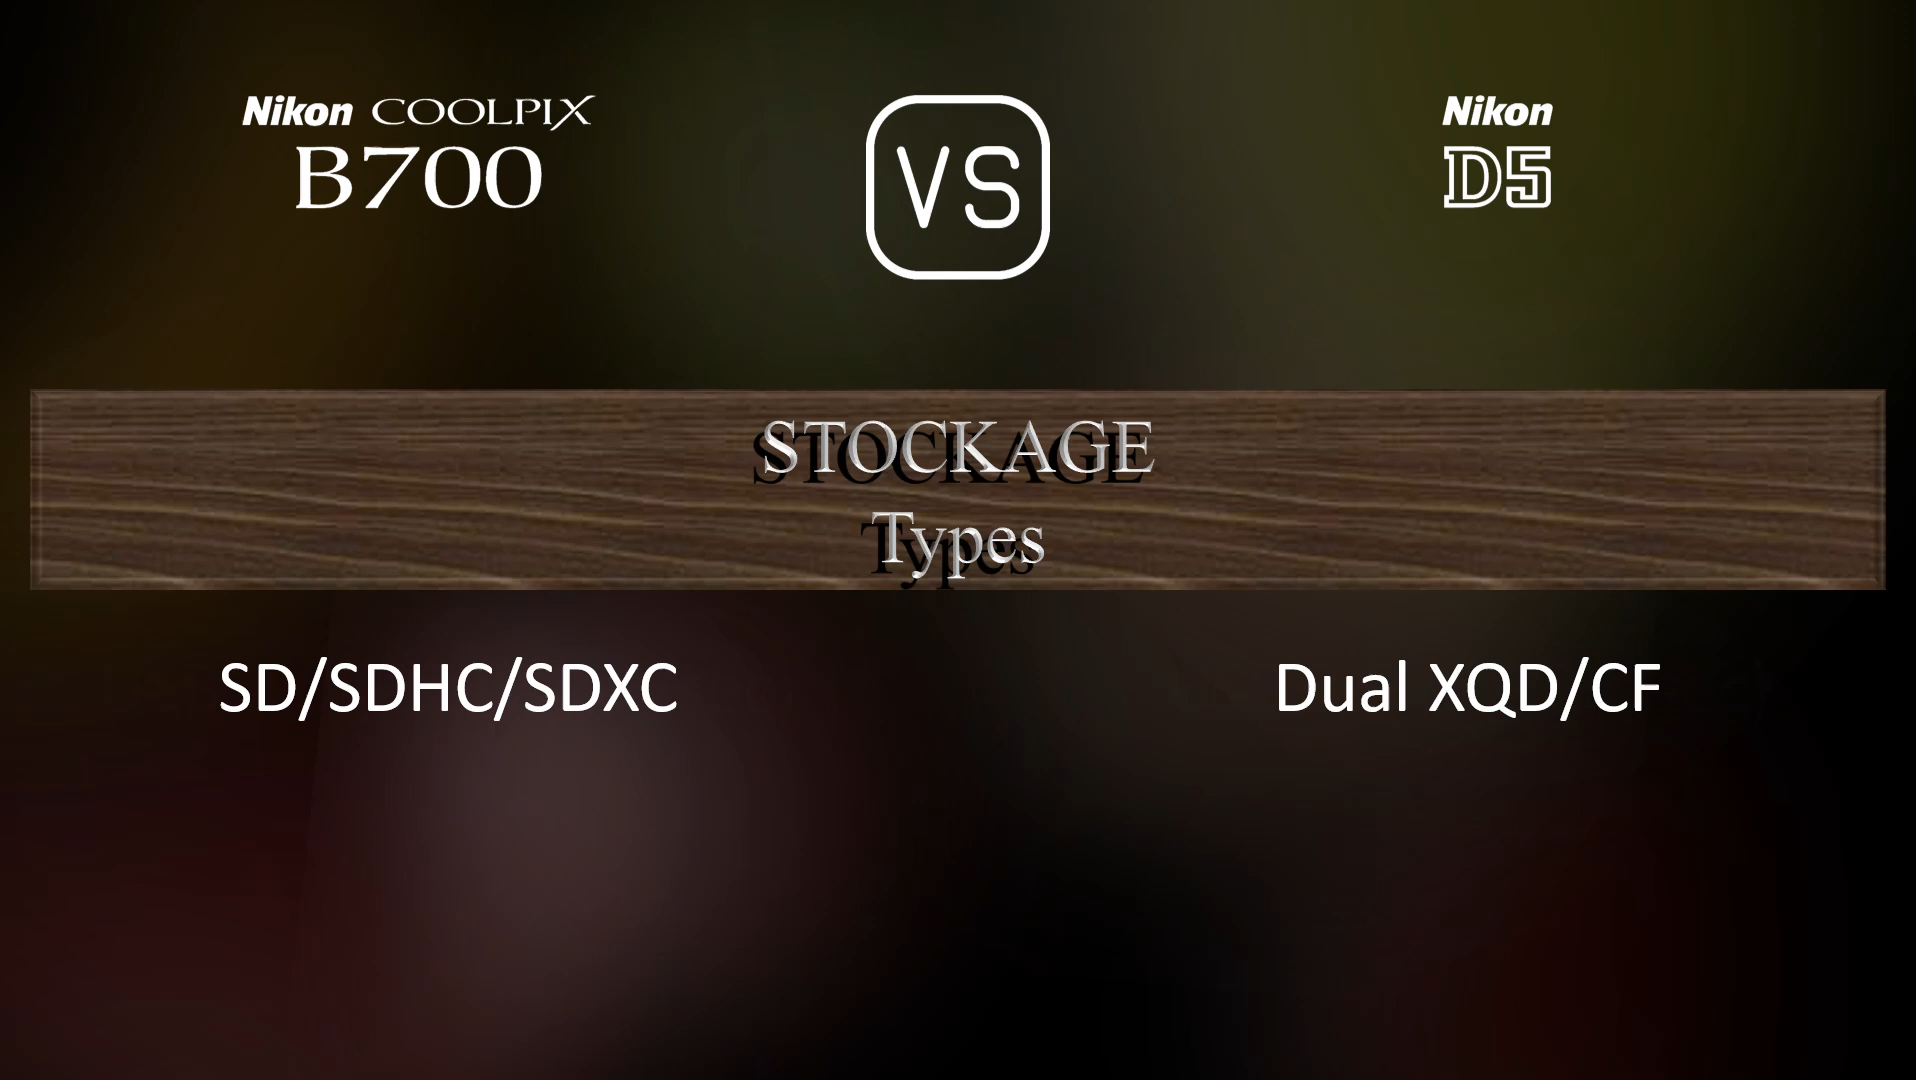 Nikon COOLPIX
B700
VS
Nikon
D5
STOCKAGE
Types
SD/SDHC/SDXC
Dual XQD/CF